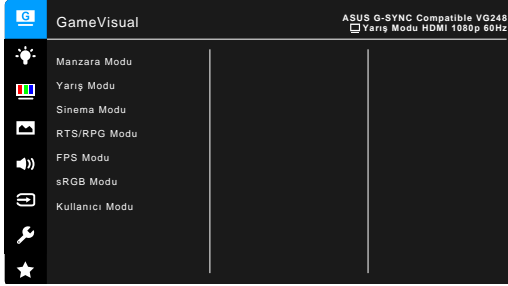 G
GameVisual
ASUS G-SYNC Compatible VG248
Yarış Modu HDMI 1080p 60Hz
Manzara Modu
Yarış Modu
Sinema Modu
RTS/RPG Modu
FPS Modu
sRGB Modu
Kullanıcı Modu